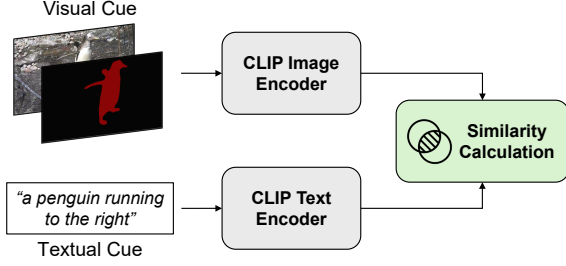 Visual Cue
CLIP Image
Encoder
Similarity
Calculation
"a penguin running
to the right"
CLIP Text
Encoder
Textual Cue